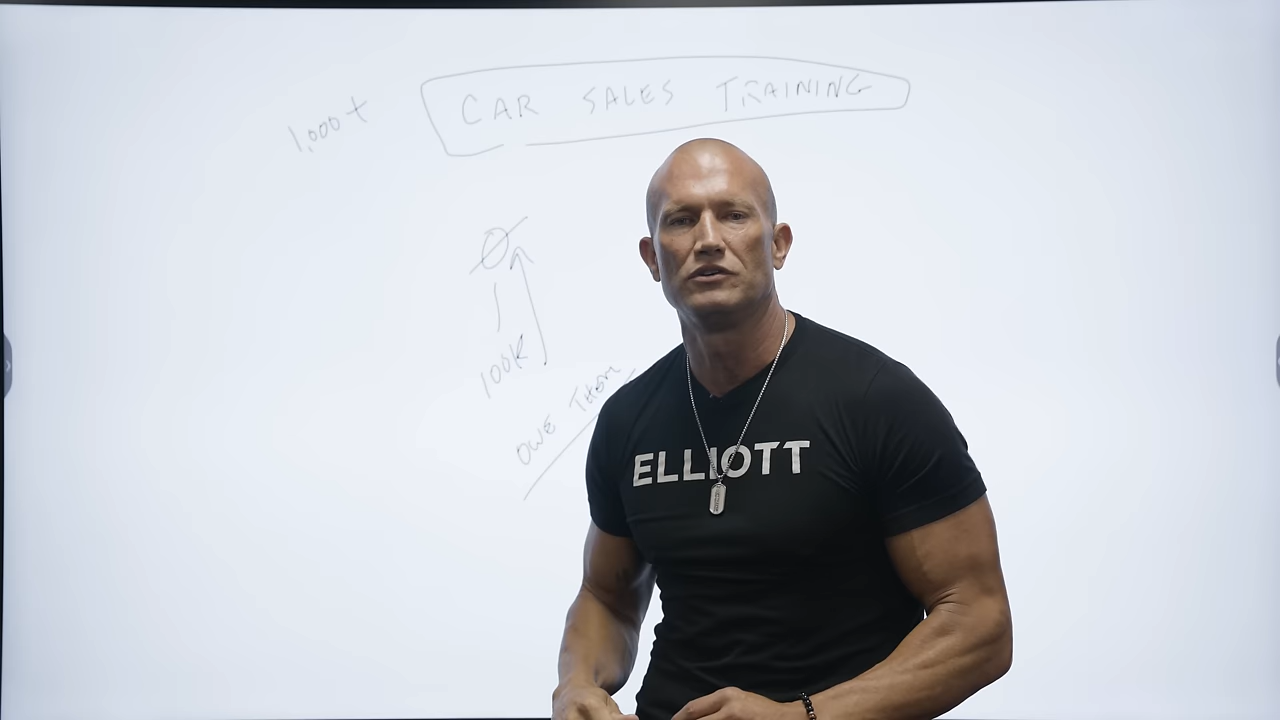 1,000+
CAR SALES TRAINING
Ø
100K
OWE THEM
ELLIOTT